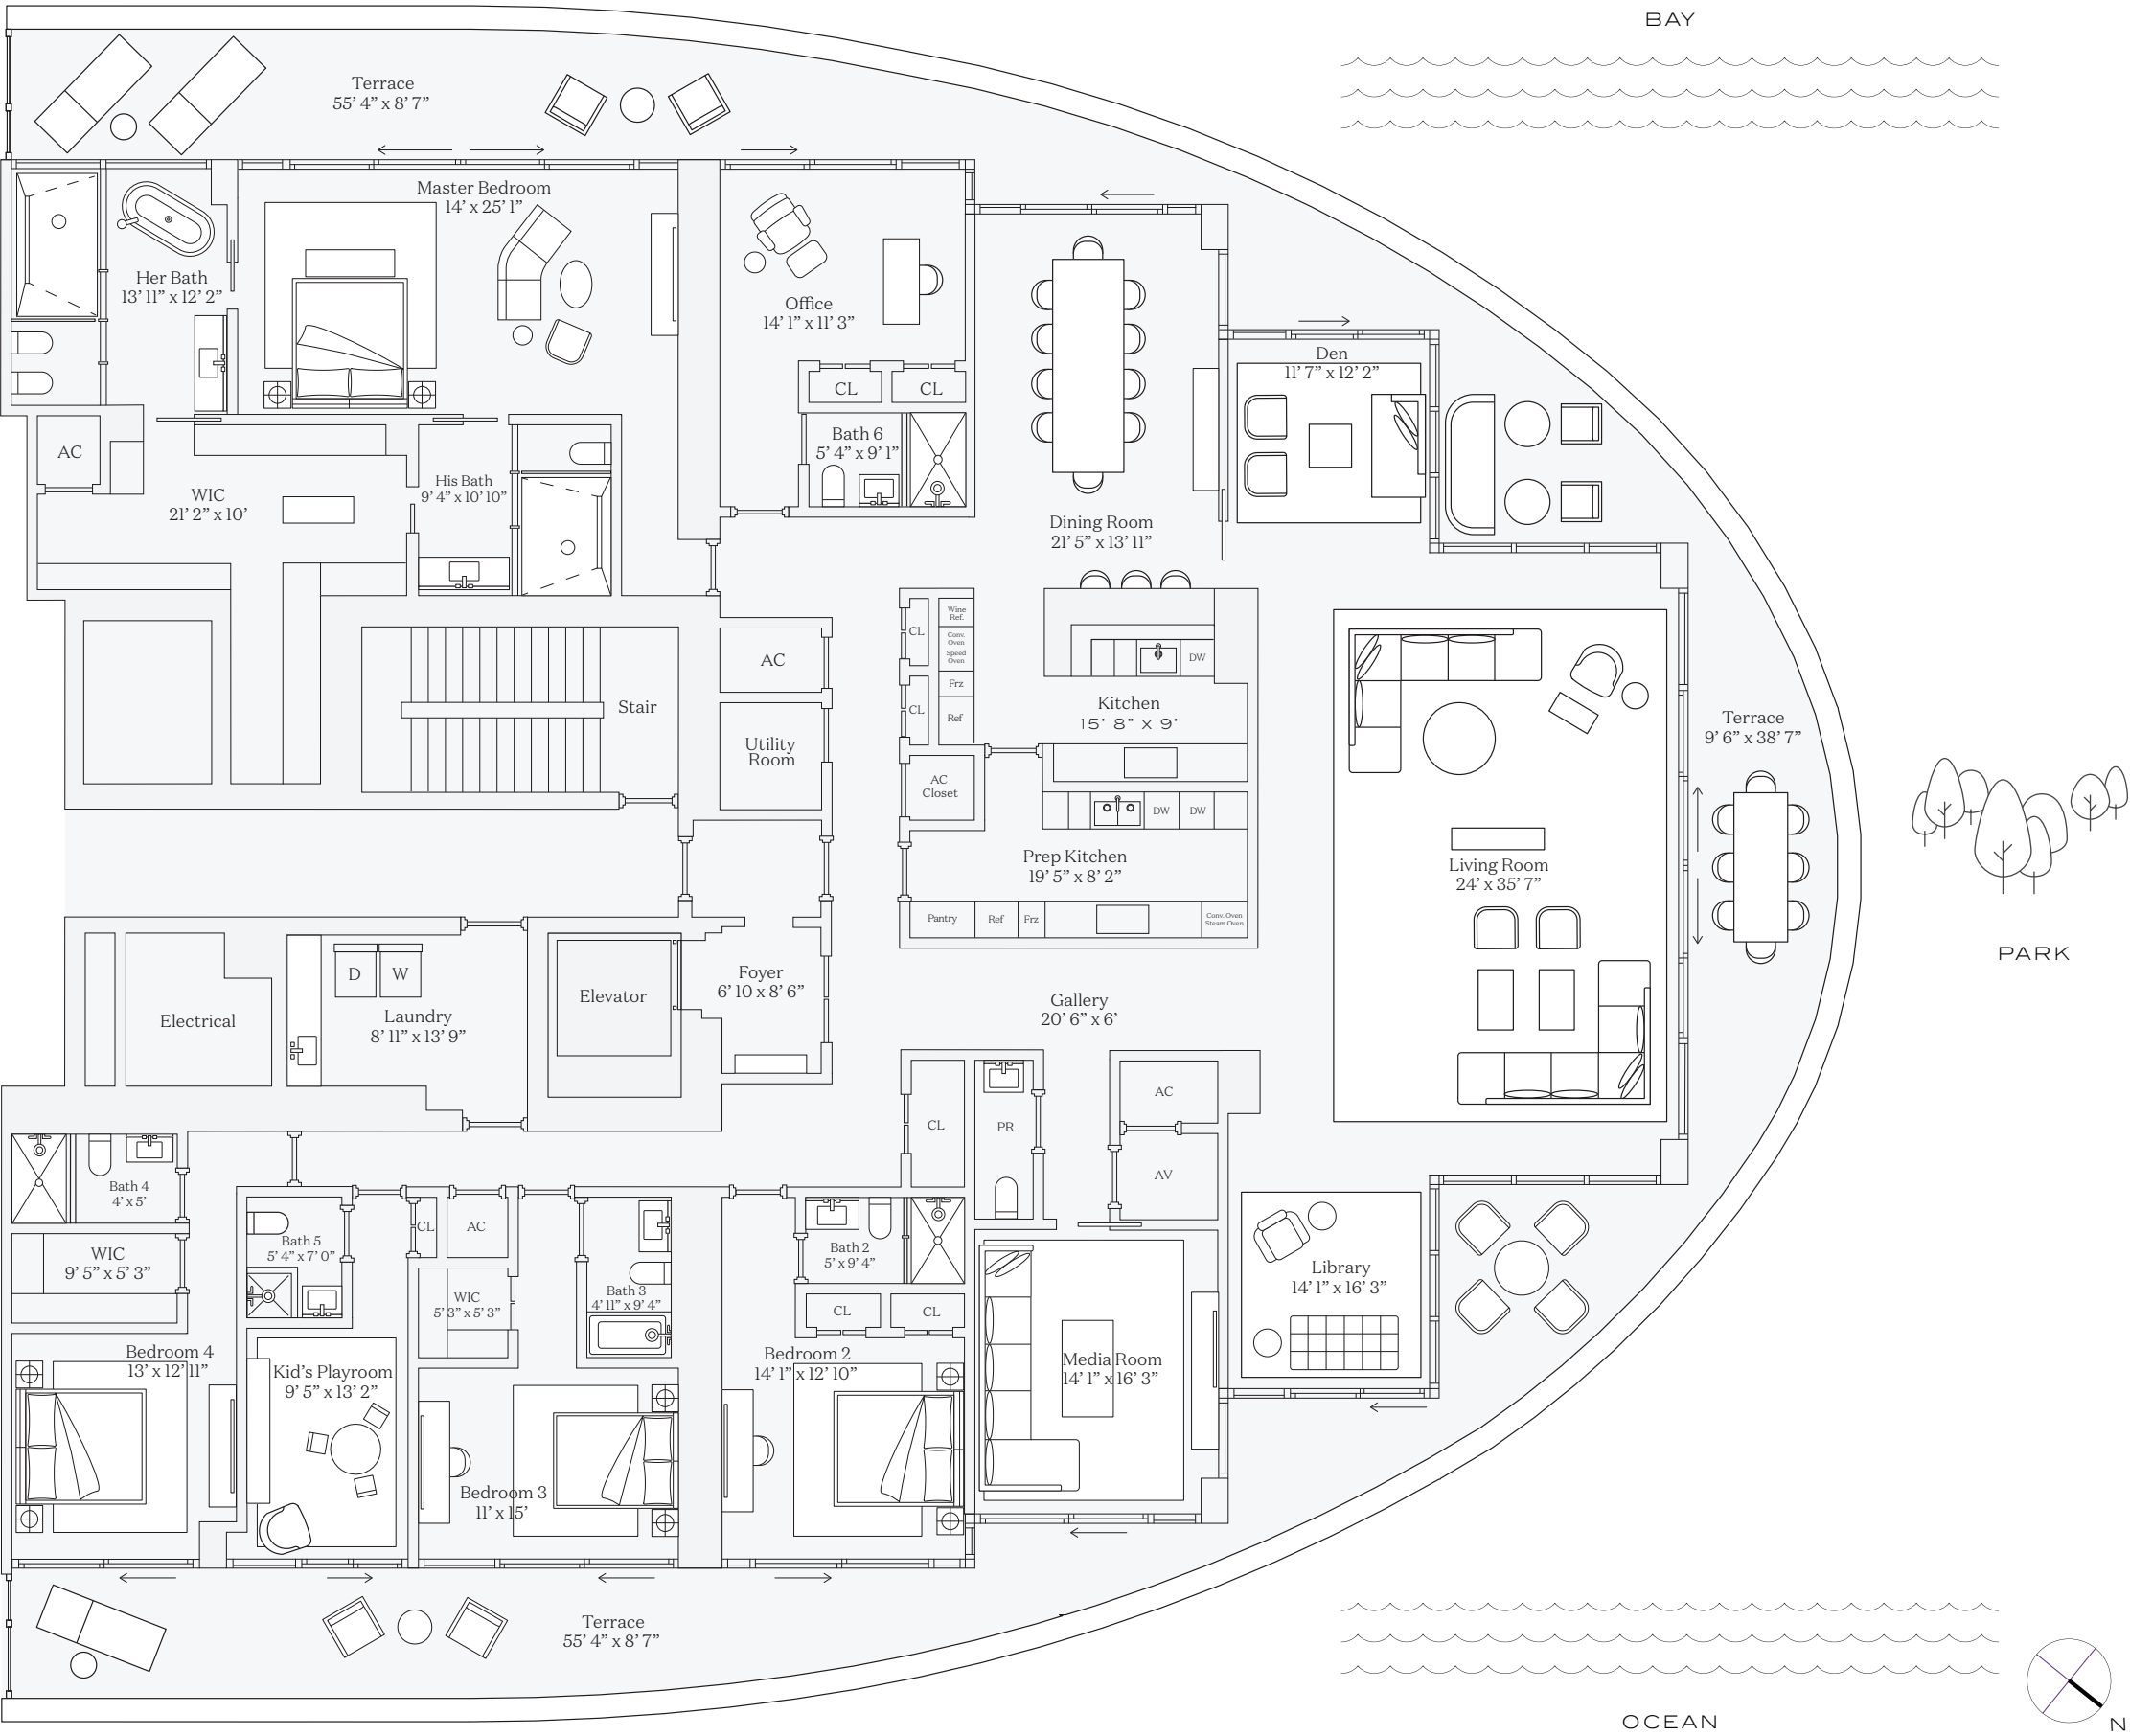 BAY
Terrace
55’ 4” x 8’ 7”
Master Bedroom
14’ x 25’ 1”
Her Bath
13’ 11” x 12’ 2”
Office
14’ 1” x 11’ 3”
Den
11’ 7” x 12’ 2”
CL
CL
Bath 6
5’ 4” x 9’ 1”
AC
WIC
21’ 2” x 10’
His Bath
9’ 4” x 10’ 10”
Dining Room
21’ 5” x 13’ 11”
Wine
Ref.
CL
Conv.
Oven
Speed
Oven
DW
AC
Frz
Stair
CL
Ref
Kitchen
15’ 8” x 9’
Terrace
9’ 6” x 38’ 7”
Utility
Room
AC
Closet
DW
DW
Prep Kitchen
19’ 5” x 8’ 2”
Living Room
24’ x 35’ 7”
Pantry
Ref
Frz
Conv. Oven
Steam Oven
PARK
D
W
Elevator
Foyer
6’ 10 x 8’ 6”
Electrical
Laundry
8’ 11” x 13’ 9”
Gallery
20’ 6” x 6’
AC
CL
PR
AV
Bath 4
4’ x 5’
WIC
9’ 5” x 5’ 3”
Bath 5
5’ 4” x 7’ 0”
CL
AC
WIC
5’ 3” x 5’ 3”
Bath 3
4’ 11” x 9’ 4”
Bath 2
5’ x 9’ 4”
CL
CL
Library
14’ 1” x 16’ 3”
Bedroom 4
13’ x 12’ 11”
Kid’s Playroom
9’ 5” x 13’ 2”
Bedroom 2
14’ 1” x 12’ 10”
Media Room
14’ 1” x 16’ 3”
Bedroom 3
11’ x 15’
Terrace
55’ 4” x 8’ 7”
OCEAN
N